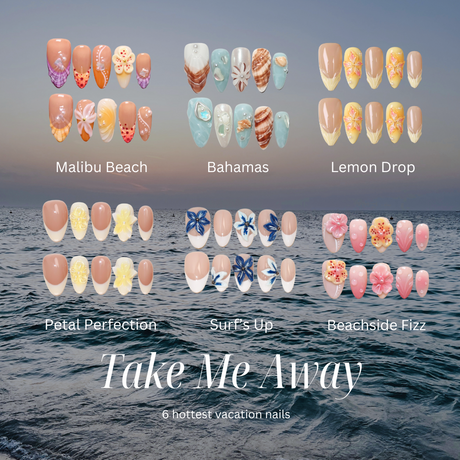 Malibu Beach
Bahamas
Lemon Drop
Petal Perfection
Surf's Up
Beachside Fizz
Take Me Away
6 hottest vacation nails